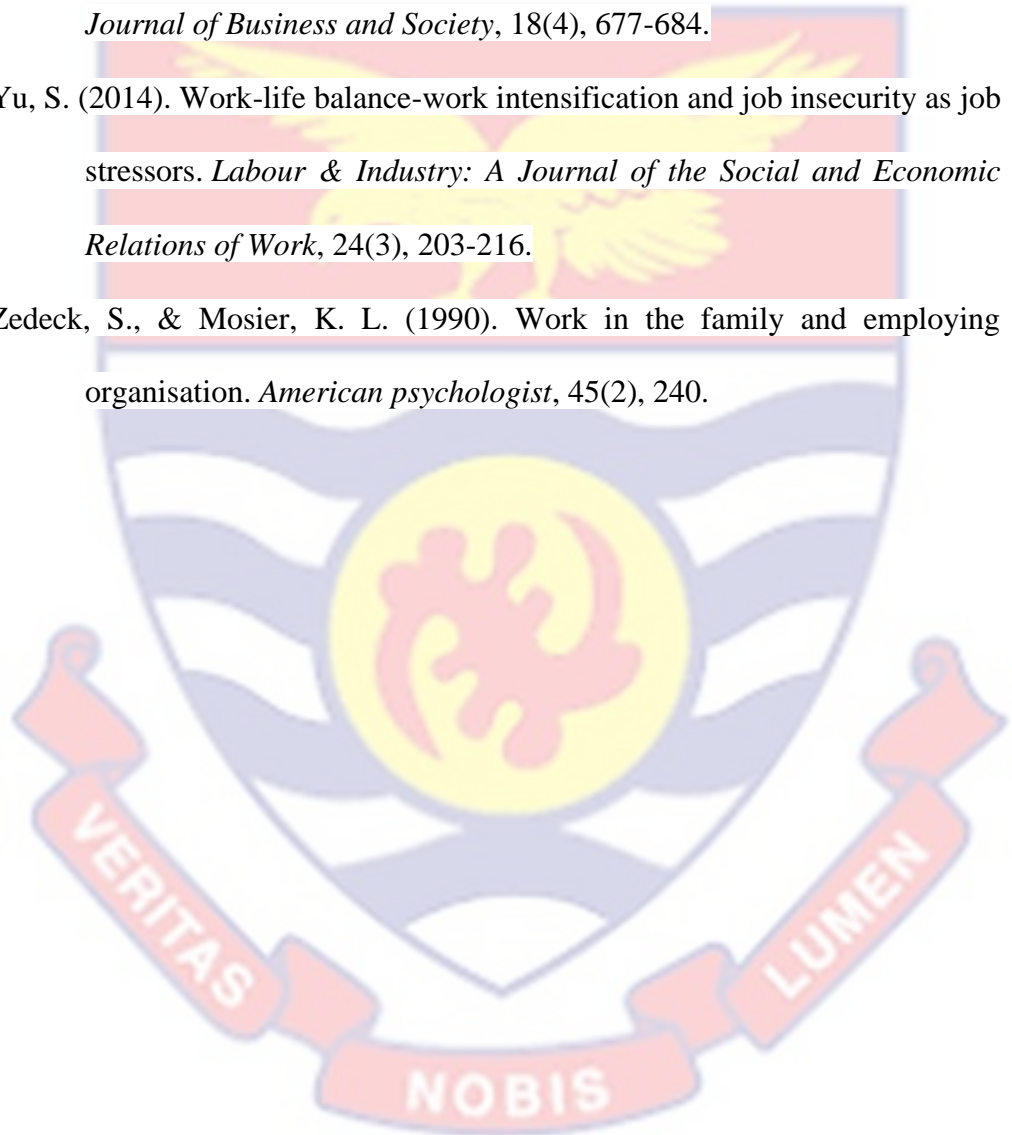 Journal of Business and Society, 18(4), 677-684.
Yu, S. (2014). Work-life balance-work intensification and job insecurity as job
stressors. Labour & Industry: A Journal of the Social and Economic
Relations of Work, 24(3), 203-216.
Zedeck, S., & Mosier, K. L. (1990). Work in the family and employing
organisation. American psychologist, 45(2), 240.
VERITAS
NOBIS
LUMEN